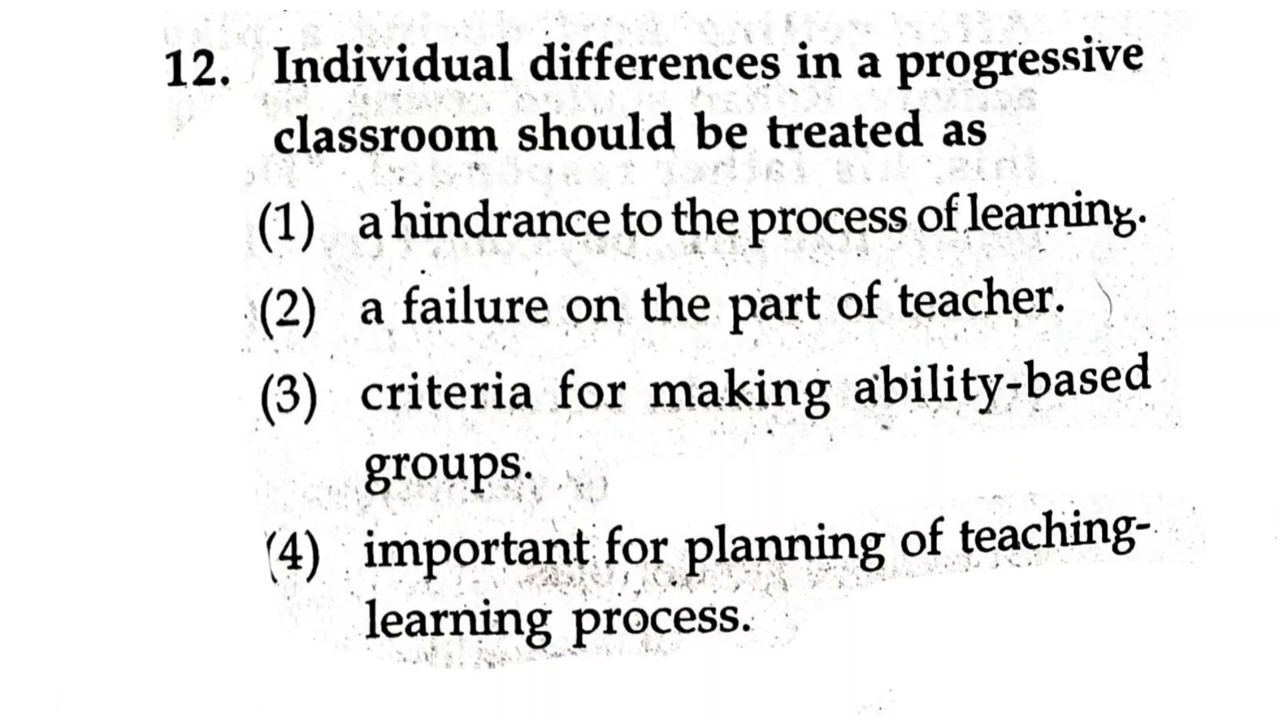 12. Individual differences in a progressive
classroom should be treated as
(1) a hindrance to the process of learning.
(2) a failure on the part of teacher.
(3) criteria for making ability-based
groups.
(4) important for planning of teaching-
learning process.